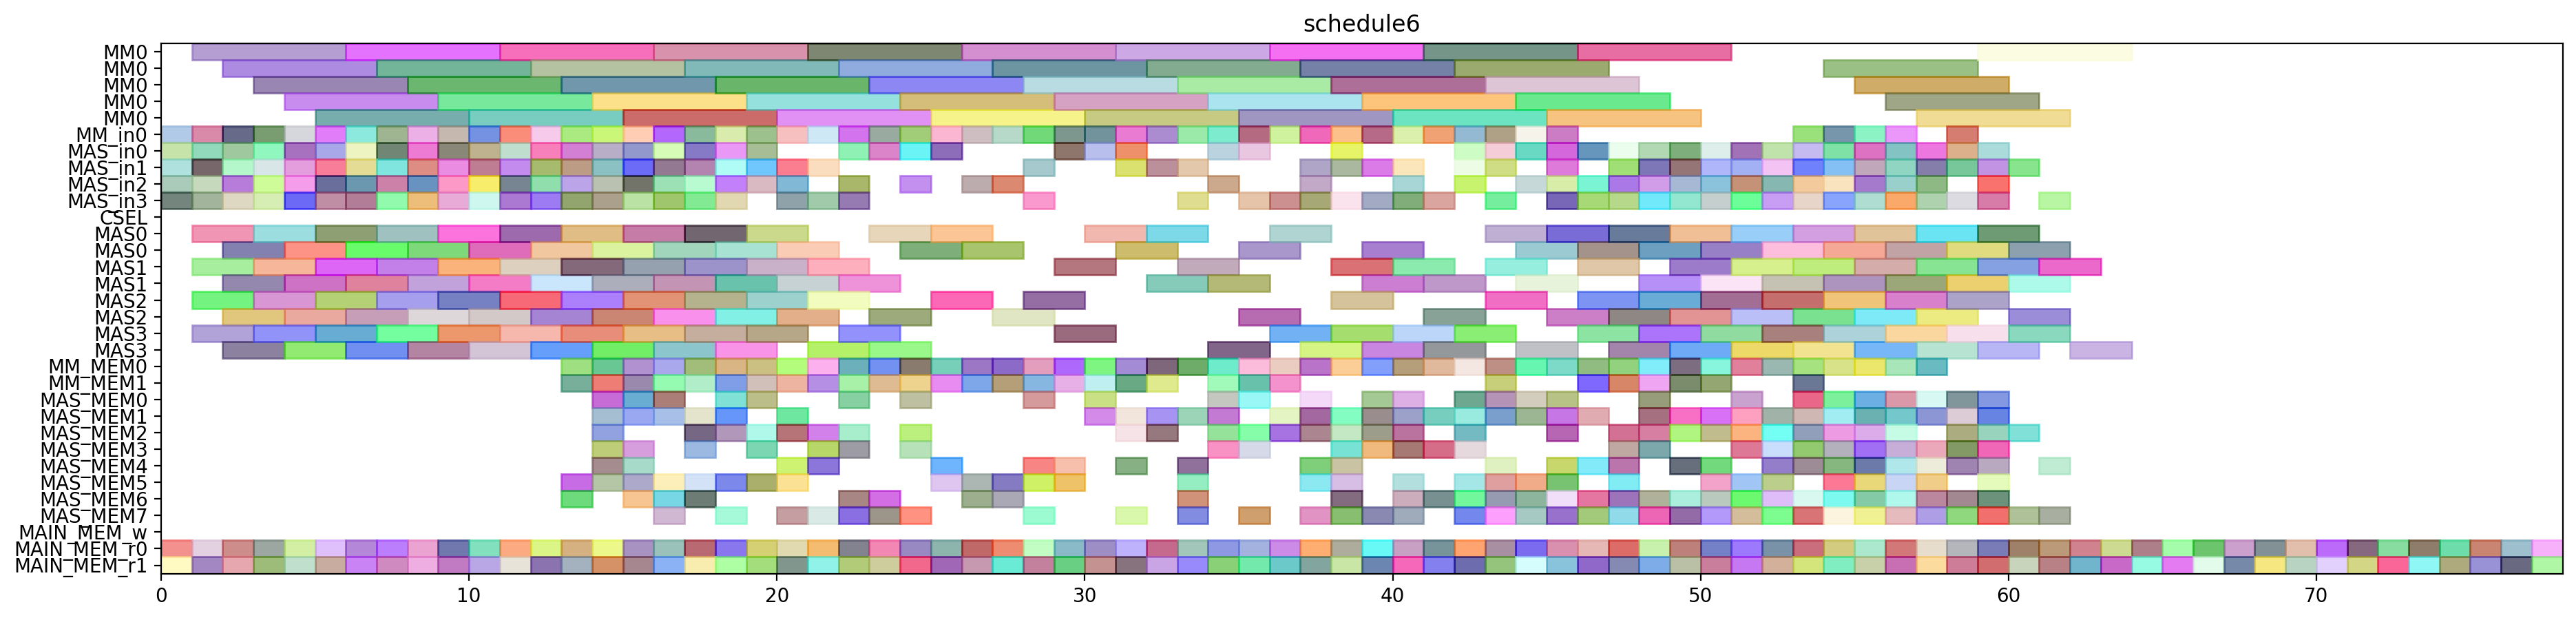 schedule6
MM0
MM0
MM0
MM0
MM0
MM_in0
MAS_in0
MAS_in1
MAS_in2
MAS_in3
CSEL
MAS0
MAS0
MAS1
MAS1
MAS2
MAS2
MAS3
MAS3
MM_MEM0
MM_MEM1
MAS_MEM0
MAS_MEM1
MAS_MEM2
MAS_MEM3
MAS_MEM4
MAS_MEM5
MAS_MEM6
MAS_MEM7
MAIN_MEM_w
MAIN_MEM_r0
MAIN_MEM_r1
0 10 20 30 40 50 60 70